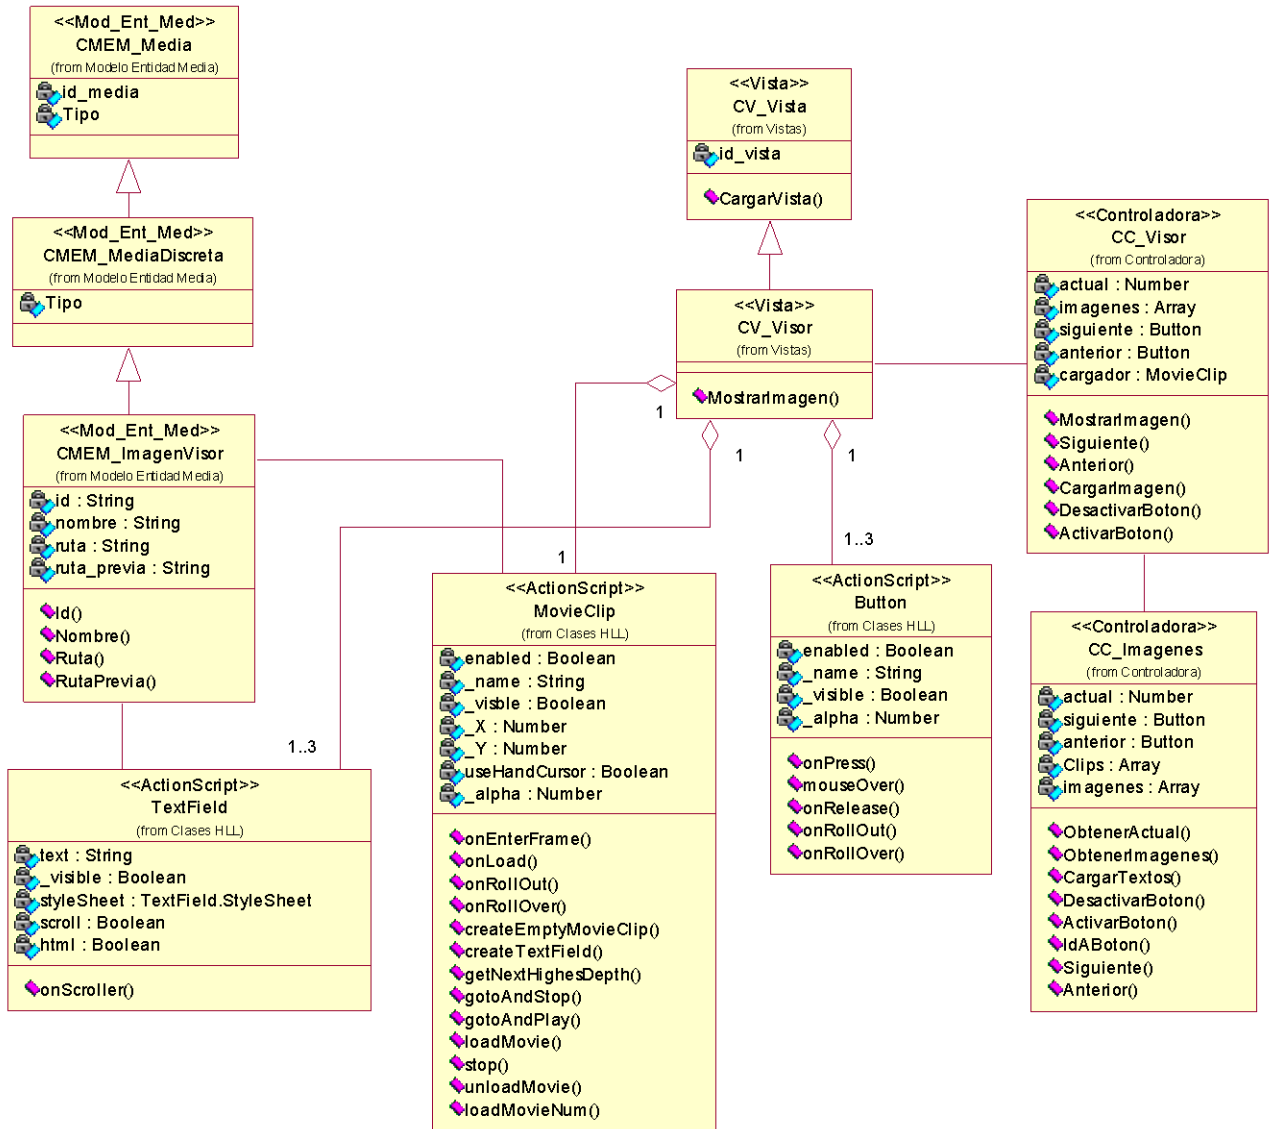 <<Mod_Ent_Med>>
CMEM_Media
(from Modelo Entidad Media)
id_media
Tipo
<<Mod_Ent_Med>>
CMEM_MediaDiscreta
(from Modelo Entidad Media)
Tipo
<<Mod_Ent_Med>>
CMEM_ImagenVisor
(from Modelo Entidad Media)
id : String
nombre : String
ruta : String
ruta_previa : String
Id()
Nombre()
Ruta()
RutaPrevia()
<<ActionScript>>
TextField
(from Clases HLL)
text : String
_visible : Boolean
styleSheet : TextField.StyleSheet
scroll : Boolean
html : Boolean
onScroller()
<<Vista>>
CV_Vista
(from Vistas)
id_vista
CargarVista()
<<Vista>>
CV_Visor
(from Vistas)
MostrarImagen()
1
1
1
1..3
1
1..3
<<ActionScript>>
MovieClip
(from Clases HLL)
enabled : Boolean
_name : String
_visble : Boolean
_X : Number
_Y : Number
useHandCursor : Boolean
_alpha : Number
onEnterFrame()
onLoad()
onRollOut()
onRollOver()
createEmptyMovieClip()
createTextField()
getNextHighesDepth()
gotoAndStop()
gotoAndPlay()
loadMovie()
stop()
unloadMovie()
loadMovieNum()
<<ActionScript>>
Button
(from Clases HLL)
enabled : Boolean
_name : String
_visible : Boolean
_alpha : Number
onPress()
mouseOver()
onRelease()
onRollOut()
onRollOver()
<<Controladora>>
CC_Visor
(from Controladora)
actual : Number
imagenes : Array
siguiente : Button
anterior : Button
cargador : MovieClip
MostrarImagen()
Siguiente()
Anterior()
CargarImagen()
DesactivarBoton()
ActivarBoton()
<<Controladora>>
CC_Imagenes
(from Controladora)
actual : Number
siguiente : Button
anterior : Button
Clips : Array
imagenes : Array
ObtenerActual()
ObtenerImagenes()
CargarTextos()
DesactivarBoton()
ActivarBoton()
IdABoton()
Siguiente()
Anterior()